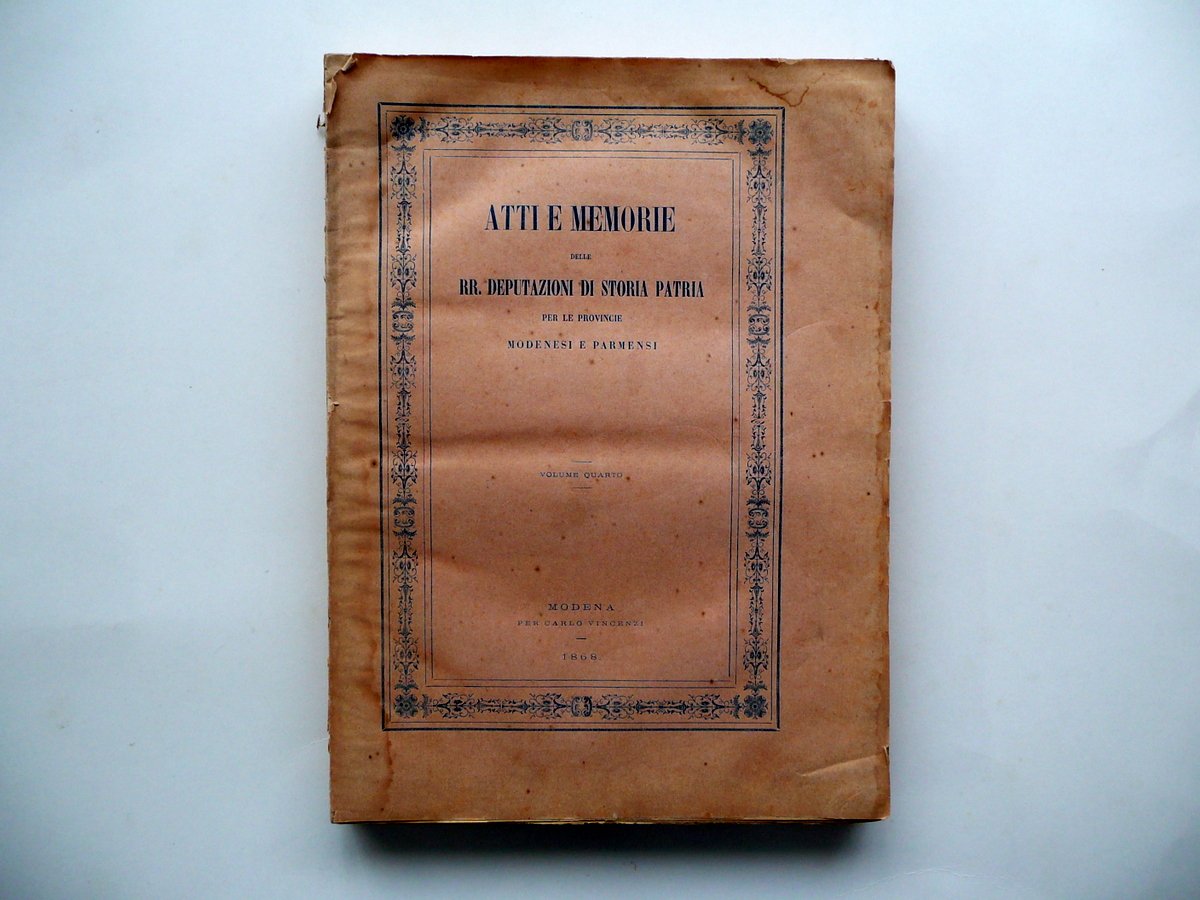 ATTI E MEMORIE
DELLE
RR. DEPUTAZIONI DI STORIA PATRIA
PER LE PROVINCIE
MODENESI E PARMENSI
VOLUME QUARTO
MODENA
PER CARLO VINCENZI
1868.